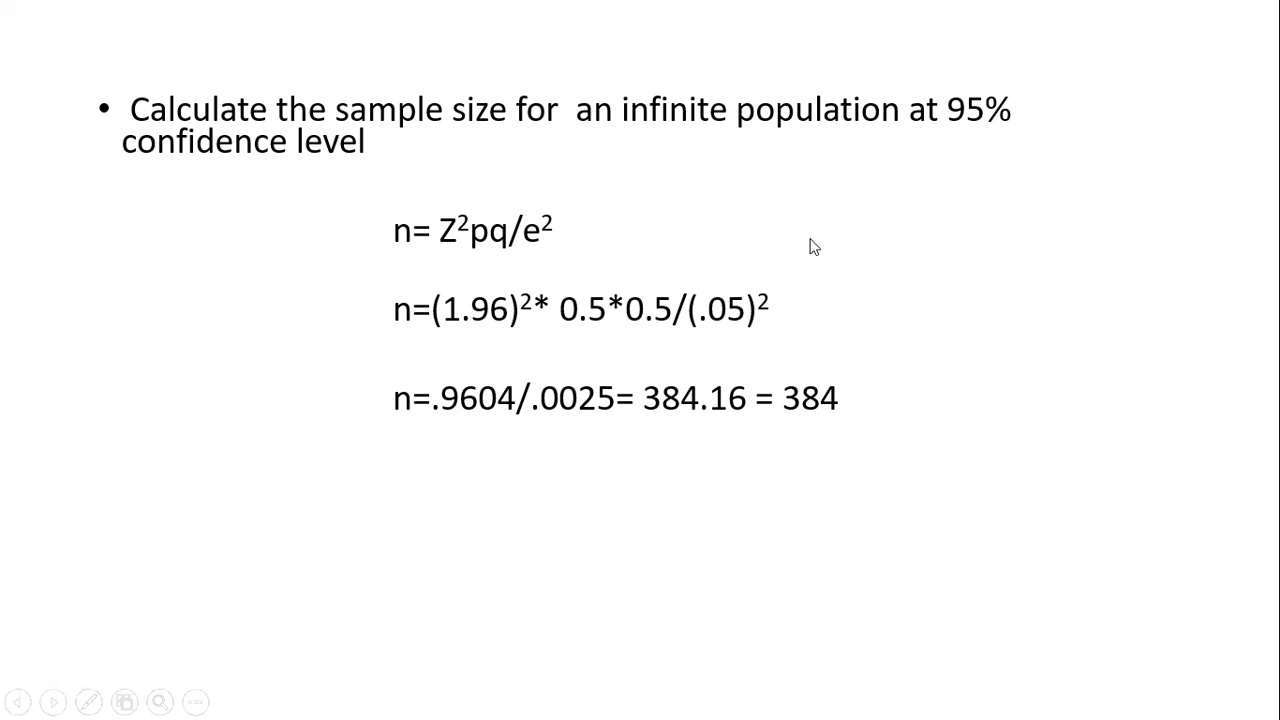 • Calculate the sample size for  an infinite population at 95%
confidence level
n= Z²pq/e²
n=(1.96)²* 0.5*0.5/(.05)²
n=.9604/.0025= 384.16 = 384